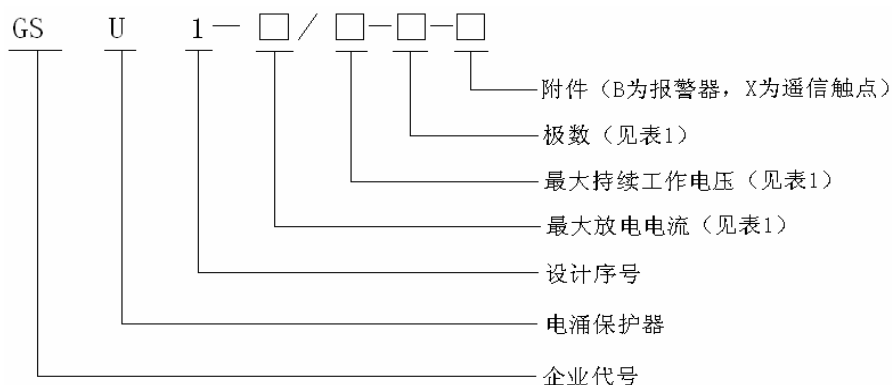 GS U 1－□/□－□－□
附件（B为报警器，X为遥信触点）
极数（见表1）
最大持续工作电压（见表1）
最大放电电流（见表1）
设计序号
电涌保护器
企业代号